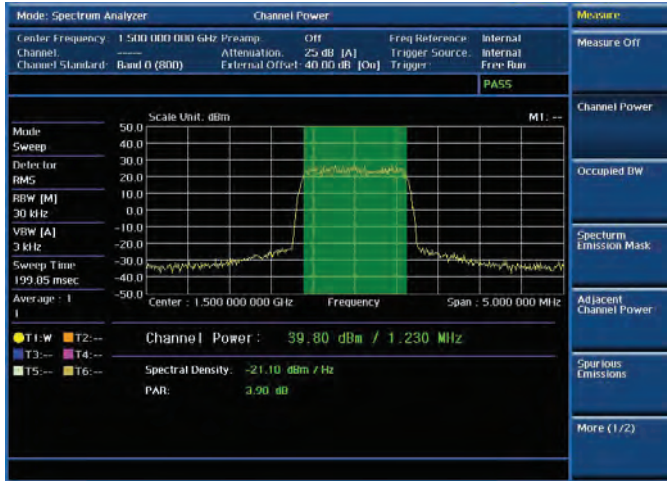 Mode: Spectrum Analyzer Channel Power
Center Frequency: 1.500 000 000 GHz Preamp: Off Freq Reference: Internal
Channel: ----- Attenuation: 25 dB [A] Trigger Source: Internal
Channel Standard: Band 0 (800) External Offset: 40.00 dB [On] Trigger: Free Run
PASS
Scale Unit: dBm M1: --
Mode
Sweep
Detector
RMS
RBW [M]
30 kHz
VBW [A]
3 kHz
Sweep Time
199.05 msec
Average : 1
1
50.0
40.0
30.0
20.0
10.0
0.0
-10.0
-20.0
-30.0
-40.0
-50.0
Center : 1.500 000 000 GHz Frequency Span : 5.000 000 MHz
T1:W T2:--
T3:-- T4:--
T5:-- T6:--
Channel Power: 39.80 dBm / 1.230 MHz
Spectral Density: -21.10 dBm / Hz
PAR: 3.90 dB
Measure
Measure Off
Channel Power
Occupied BW
Specturm
Emission Mask
Adjacent
Channel Power
Spurious
Emissions
More (1/2)